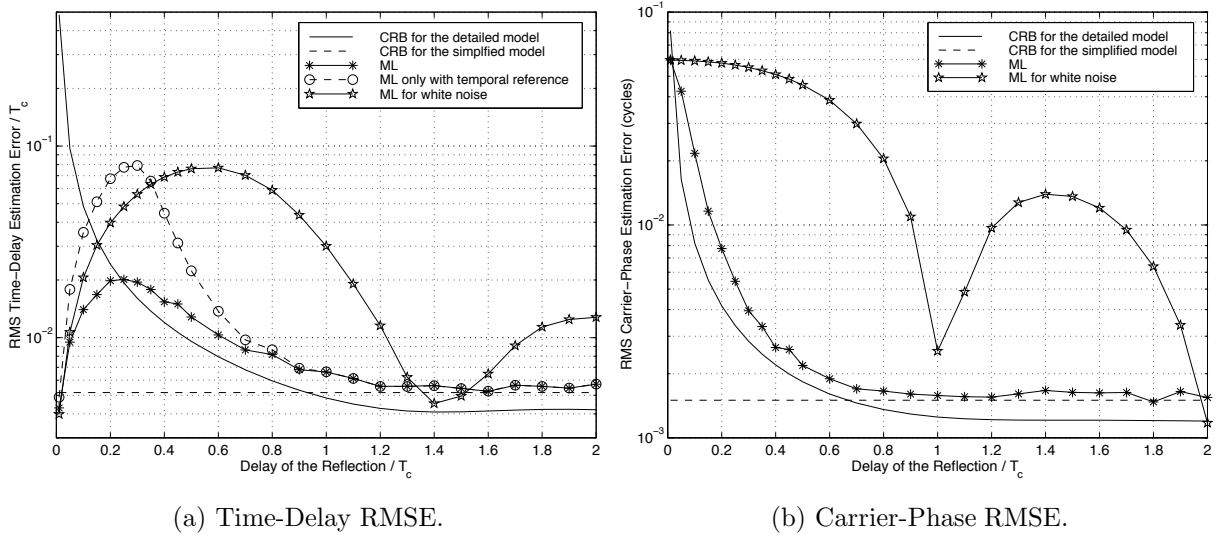 CRB for the detailed model
CRB for the simplfied model
ML
ML only with temporal reference
ML for white noise
RMS Time–Delay Estimation Error / T_c
10^{-1}
10^{-2}
0 0.2 0.4 0.6 0.8 1.0 1.2 1.4 1.6 1.8 2
Delay of the Reflection / T_c
(a) Time-Delay RMSE.
CRB for the detailed model
CRB for the simplified model
ML
ML for white noise
RMS Carrier–Phase Estimation Error (cycles)
10^{-1}
10^{-2}
10^{-3}
0 0.2 0.4 0.6 0.8 1.0 1.2 1.4 1.6 1.8 2
Delay of the Reflection / T_c
(b) Carrier-Phase RMSE.